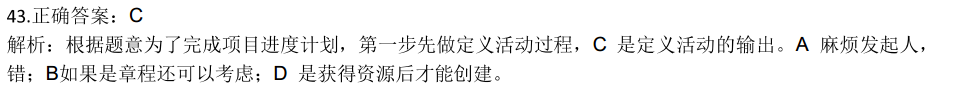 43.正确答案：C
解析：根据题意为了完成项目进度计划，第一步先做定义活动过程，C 是定义活动的输出。A 麻烦发起人，
错；B如果是章程还可以考虑；D 是获得资源后才能创建。